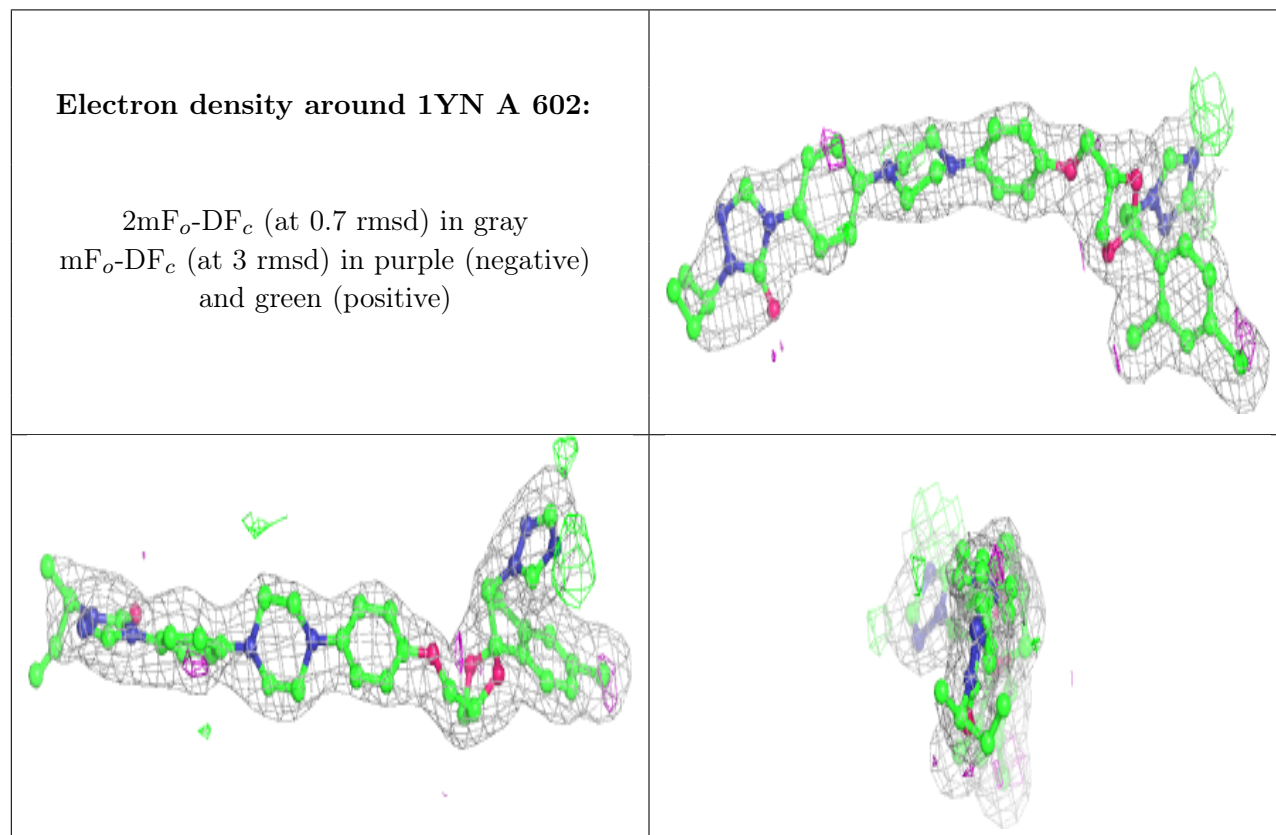 Electron density around 1YN A 602:
2mFo-DFc (at 0.7 rmsd) in gray
mFo-DFc (at 3 rmsd) in purple (negative)
and green (positive)